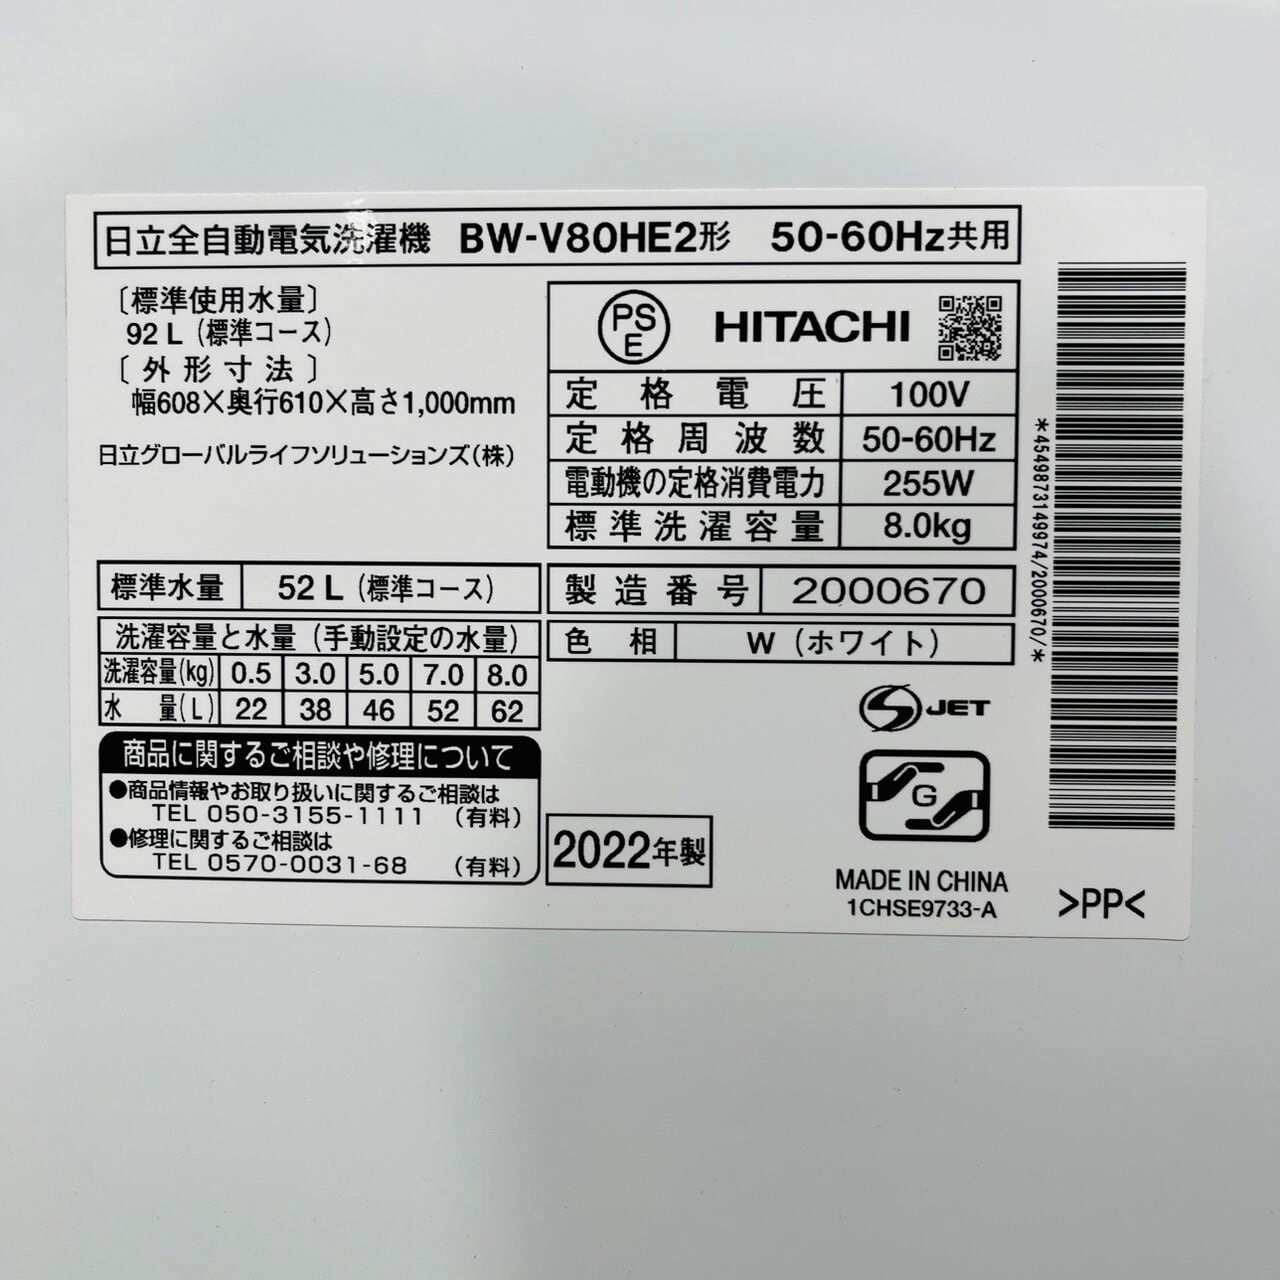 日立全自動電気洗濯機 BW-V80HE2形 50-60Hz共用
〔標準使用水量〕
92 L (標準コース)
〔外形寸法〕
幅608×奥行610×高さ1,000mm
日立グローバルライフソリューションズ(株)
PS
E
HITACHI
定格電圧 100V
定格周波数 50-60Hz
電動機の定格消費電力 255W
標準洗濯容量 8.0kg
標準水量 52 L (標準コース)
洗濯容量と水量 (手動設定の水量)
洗濯容量(kg) 0.5 3.0 5.0 7.0 8.0
水量(L) 22 38 46 52 62
製造番号 2000670
色相 W (ホワイト)
商品に関するご相談や修理について
●商品情報やお取り扱いに関するご相談は
TEL 050-3155-1111 (有料)
●修理に関するご相談は
TEL 0570-0031-68 (有料)
2022年製
S JET
G
MADE IN CHINA
1CHSE9733-A
*4549873149974/2000670/*
>PP<